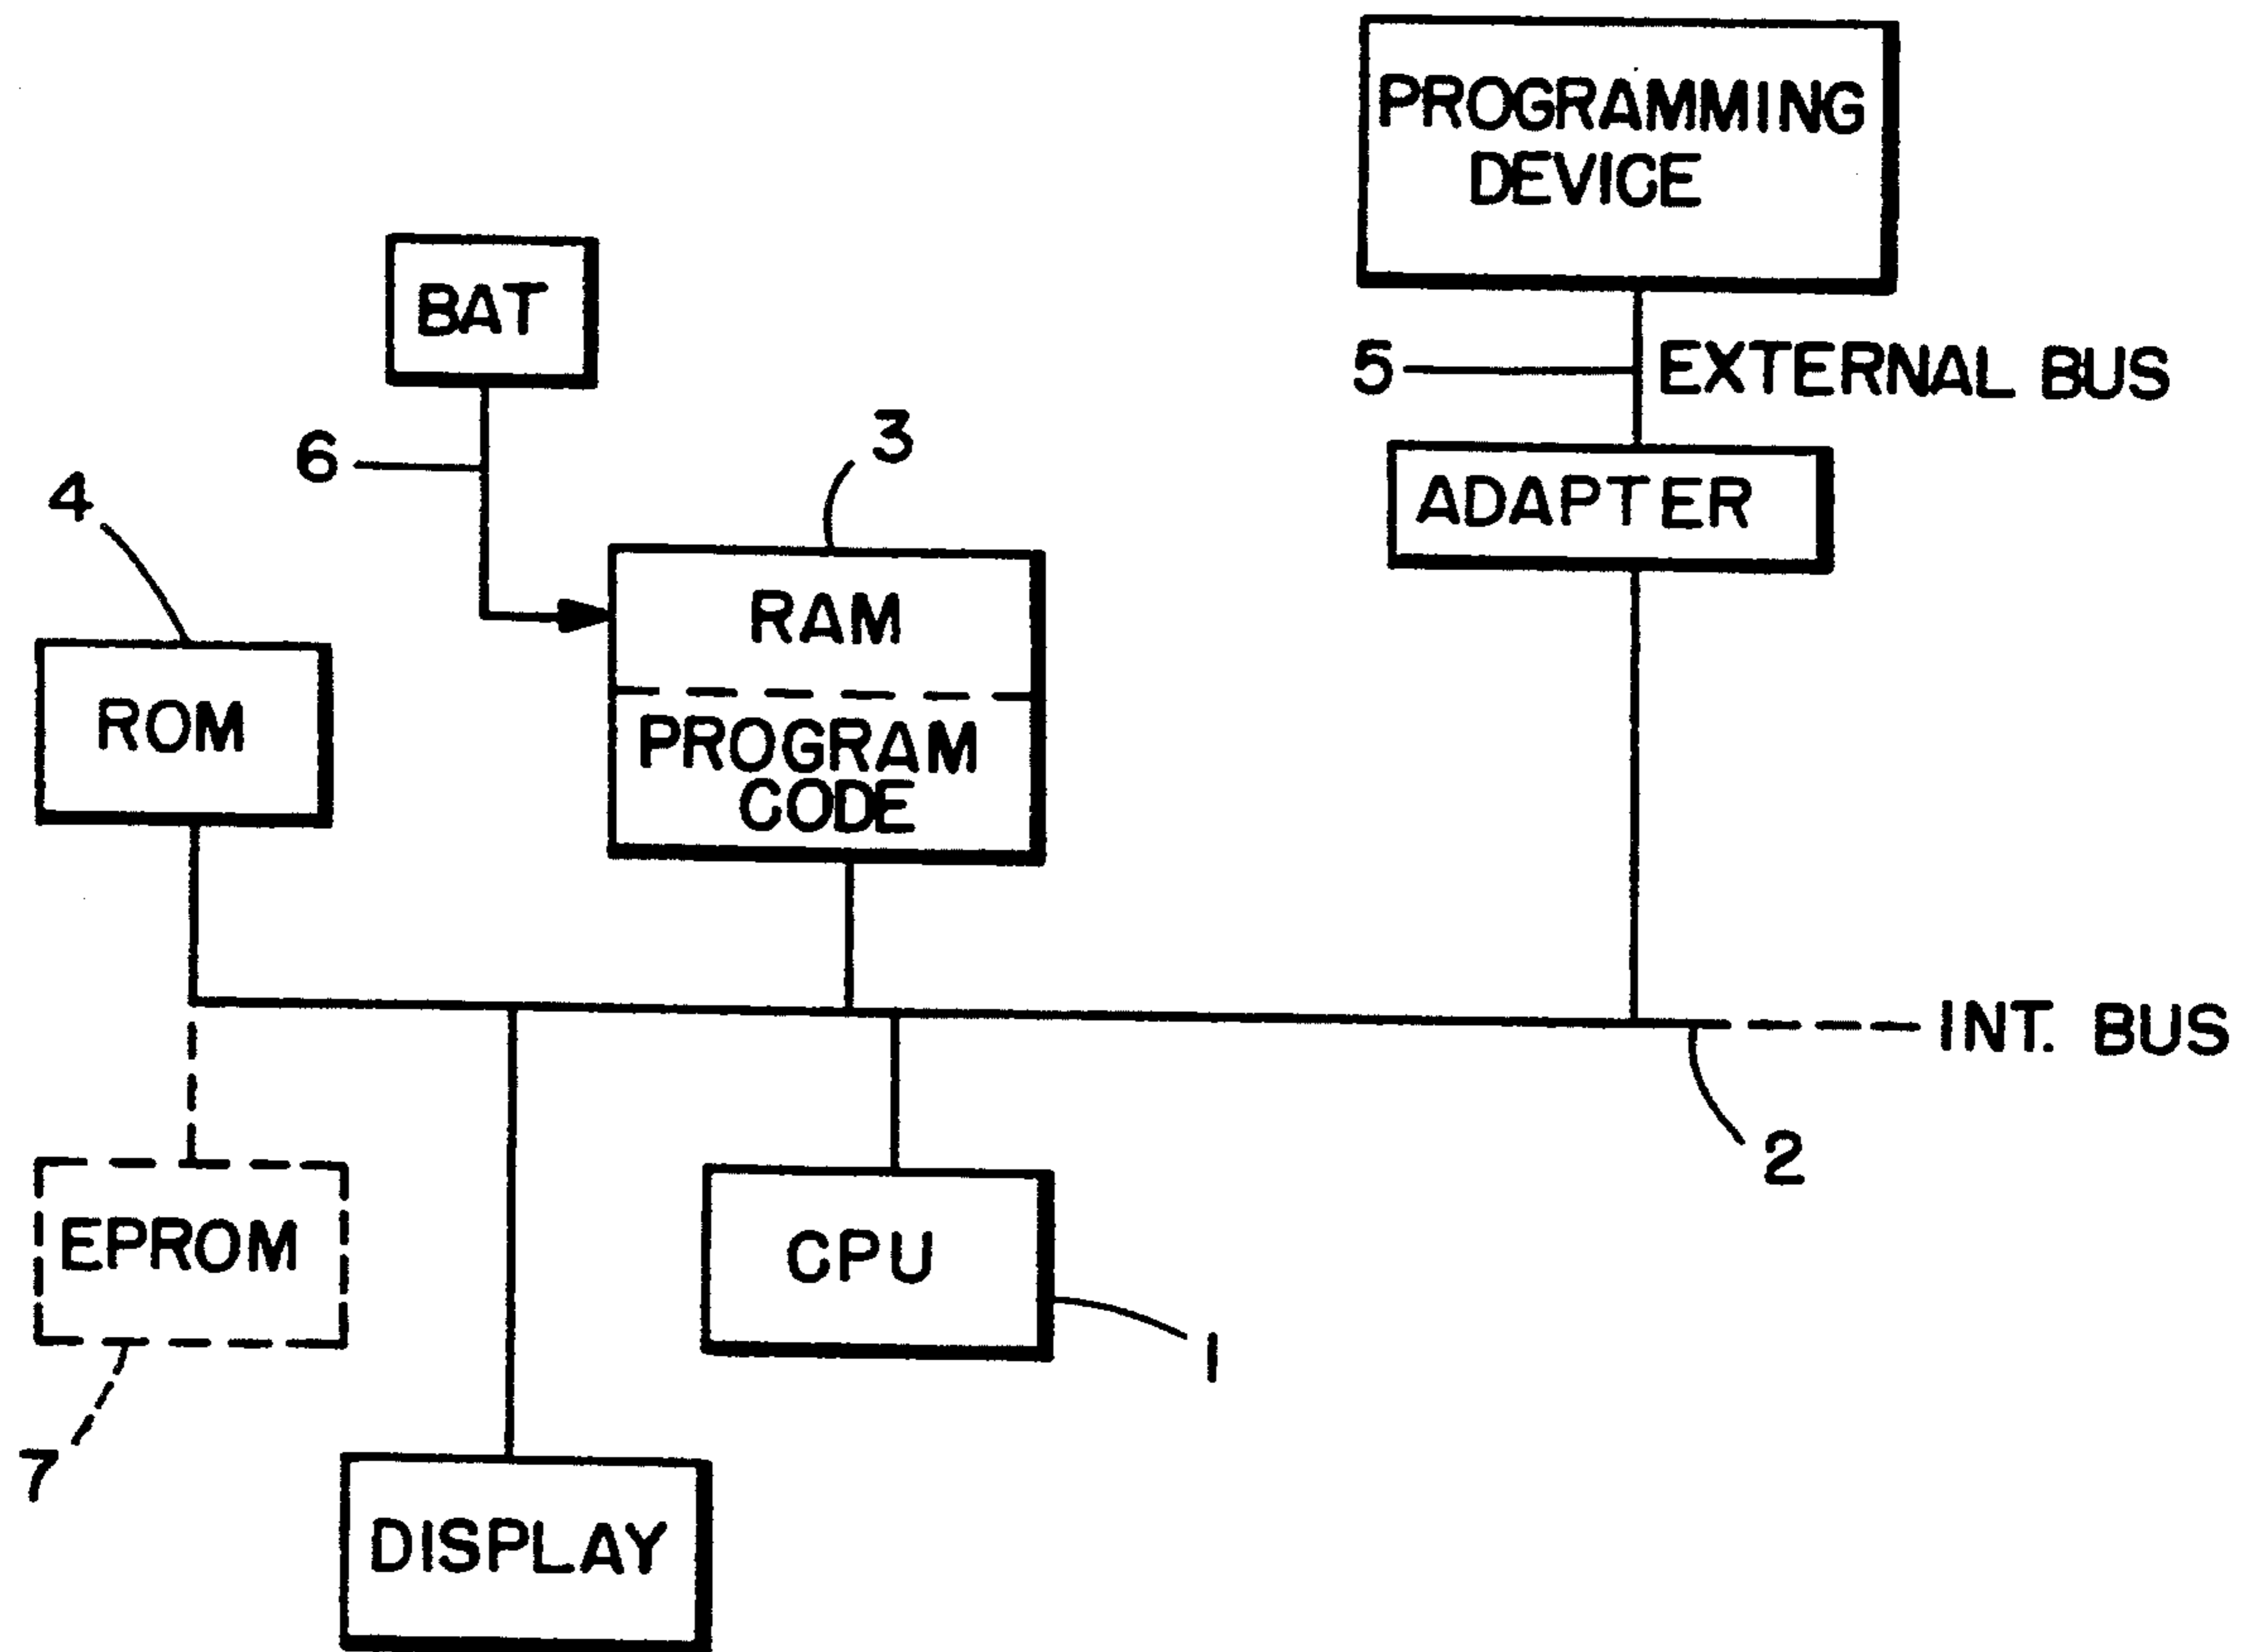 PROGRAMMING
DEVICE
BAT
5
EXTERNAL BUS
6
3
4
ADAPTER
RAM
ROM
PROGRAM
CODE
INT. BUS
2
EPROM
CPU
1
7
DISPLAY